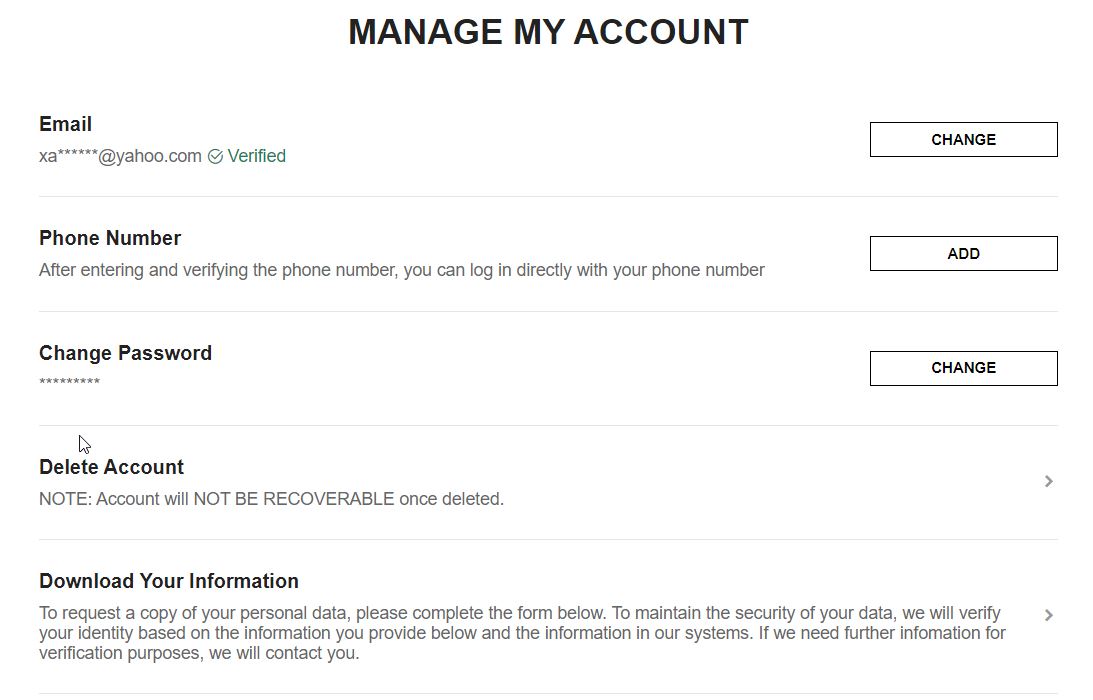 MANAGE MY ACCOUNT
Email
xa******@yahoo.com Verified
CHANGE
Phone Number
After entering and verifying the phone number, you can log in directly with your phone number
ADD
Change Password
*********
CHANGE
Delete Account
NOTE: Account will NOT BE RECOVERABLE once deleted.
Download Your Information
To request a copy of your personal data, please complete the form below. To maintain the security of your data, we will verify
your identity based on the information you provide below and the information in our systems. If we need further infomation for
verification purposes, we will contact you.